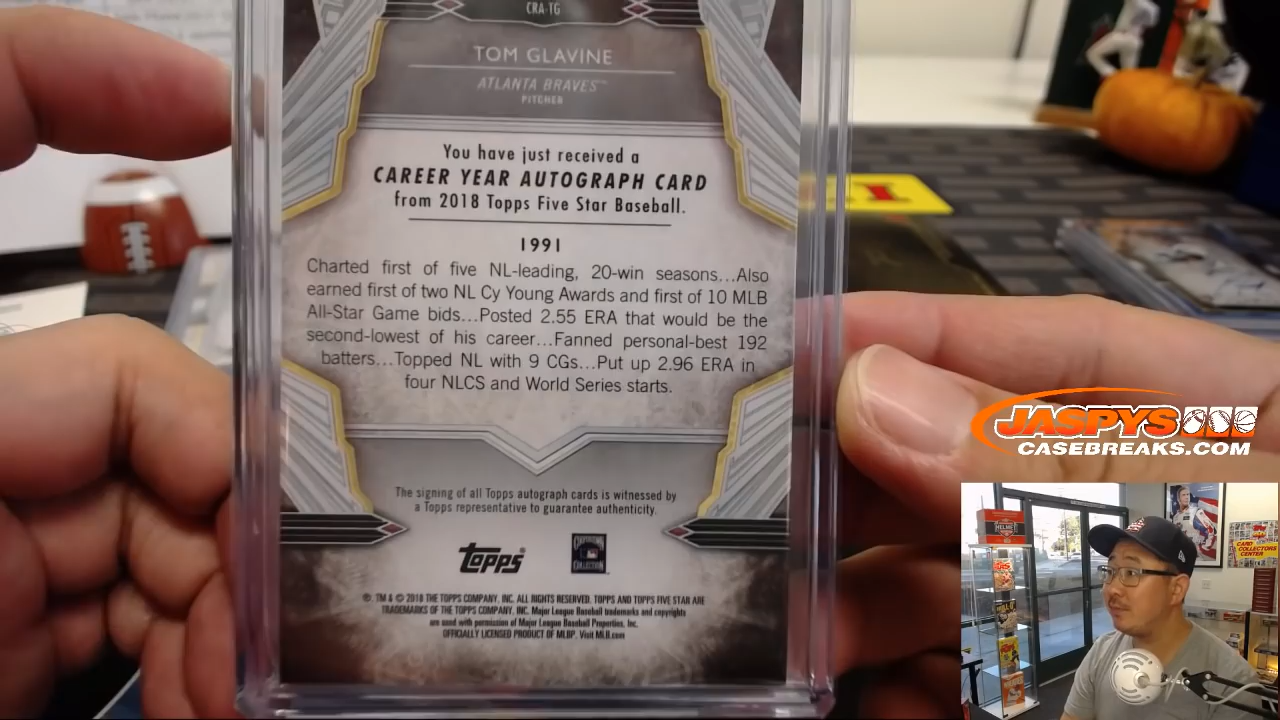 CRA-TG
TOM GLAVINE
ATLANTA BRAVES™
PITCHER
You have just received a
CAREER YEAR AUTOGRAPH CARD
from 2018 Topps Five Star Baseball.
1991
Charted first of five NL-leading, 20-win seasons...Also
earned first of two NL Cy Young Awards and first of 10 MLB
All-Star Game bids...Posted 2.55 ERA that would be the
second-lowest of his career...Fanned personal-best 192
batters...Topped NL with 9 CGs...Put up 2.96 ERA in
four NLCS and World Series starts.
The signing of all Topps autograph cards is witnessed by
a Topps representative to guarantee authenticity.
topps®
®, TM & © 2018 THE TOPPS COMPANY, INC. ALL RIGHTS RESERVED. TOPPS AND TOPPS FIVE STAR ARE
TRADEMARKS OF THE TOPPS COMPANY, INC. Major League Baseball trademarks and copyrights
are used with permission of Major League Baseball Properties, Inc.
OFFICIALLY LICENSED PRODUCT OF MLBP. Visit MLB.com
JASPYS
CASEBREAKS.COM
HELMET
CARD
COLLECTORS
CENTER